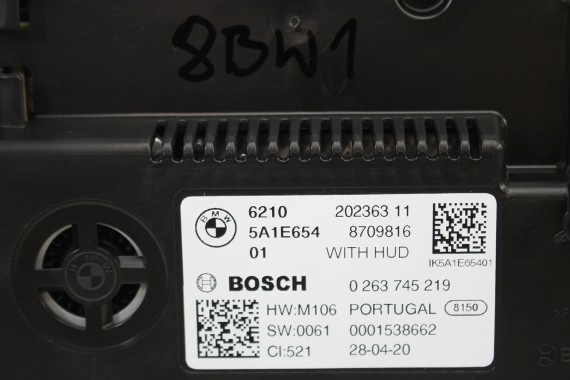 8BW1
BMW
6210 202363 11
5A1E654 8709816
01 WITH HUD
IK5A1E65401
BOSCH 0 263 745 219
HW:M106 PORTUGAL 8150
SW:0061 0001538662
CI:521 28-04-20